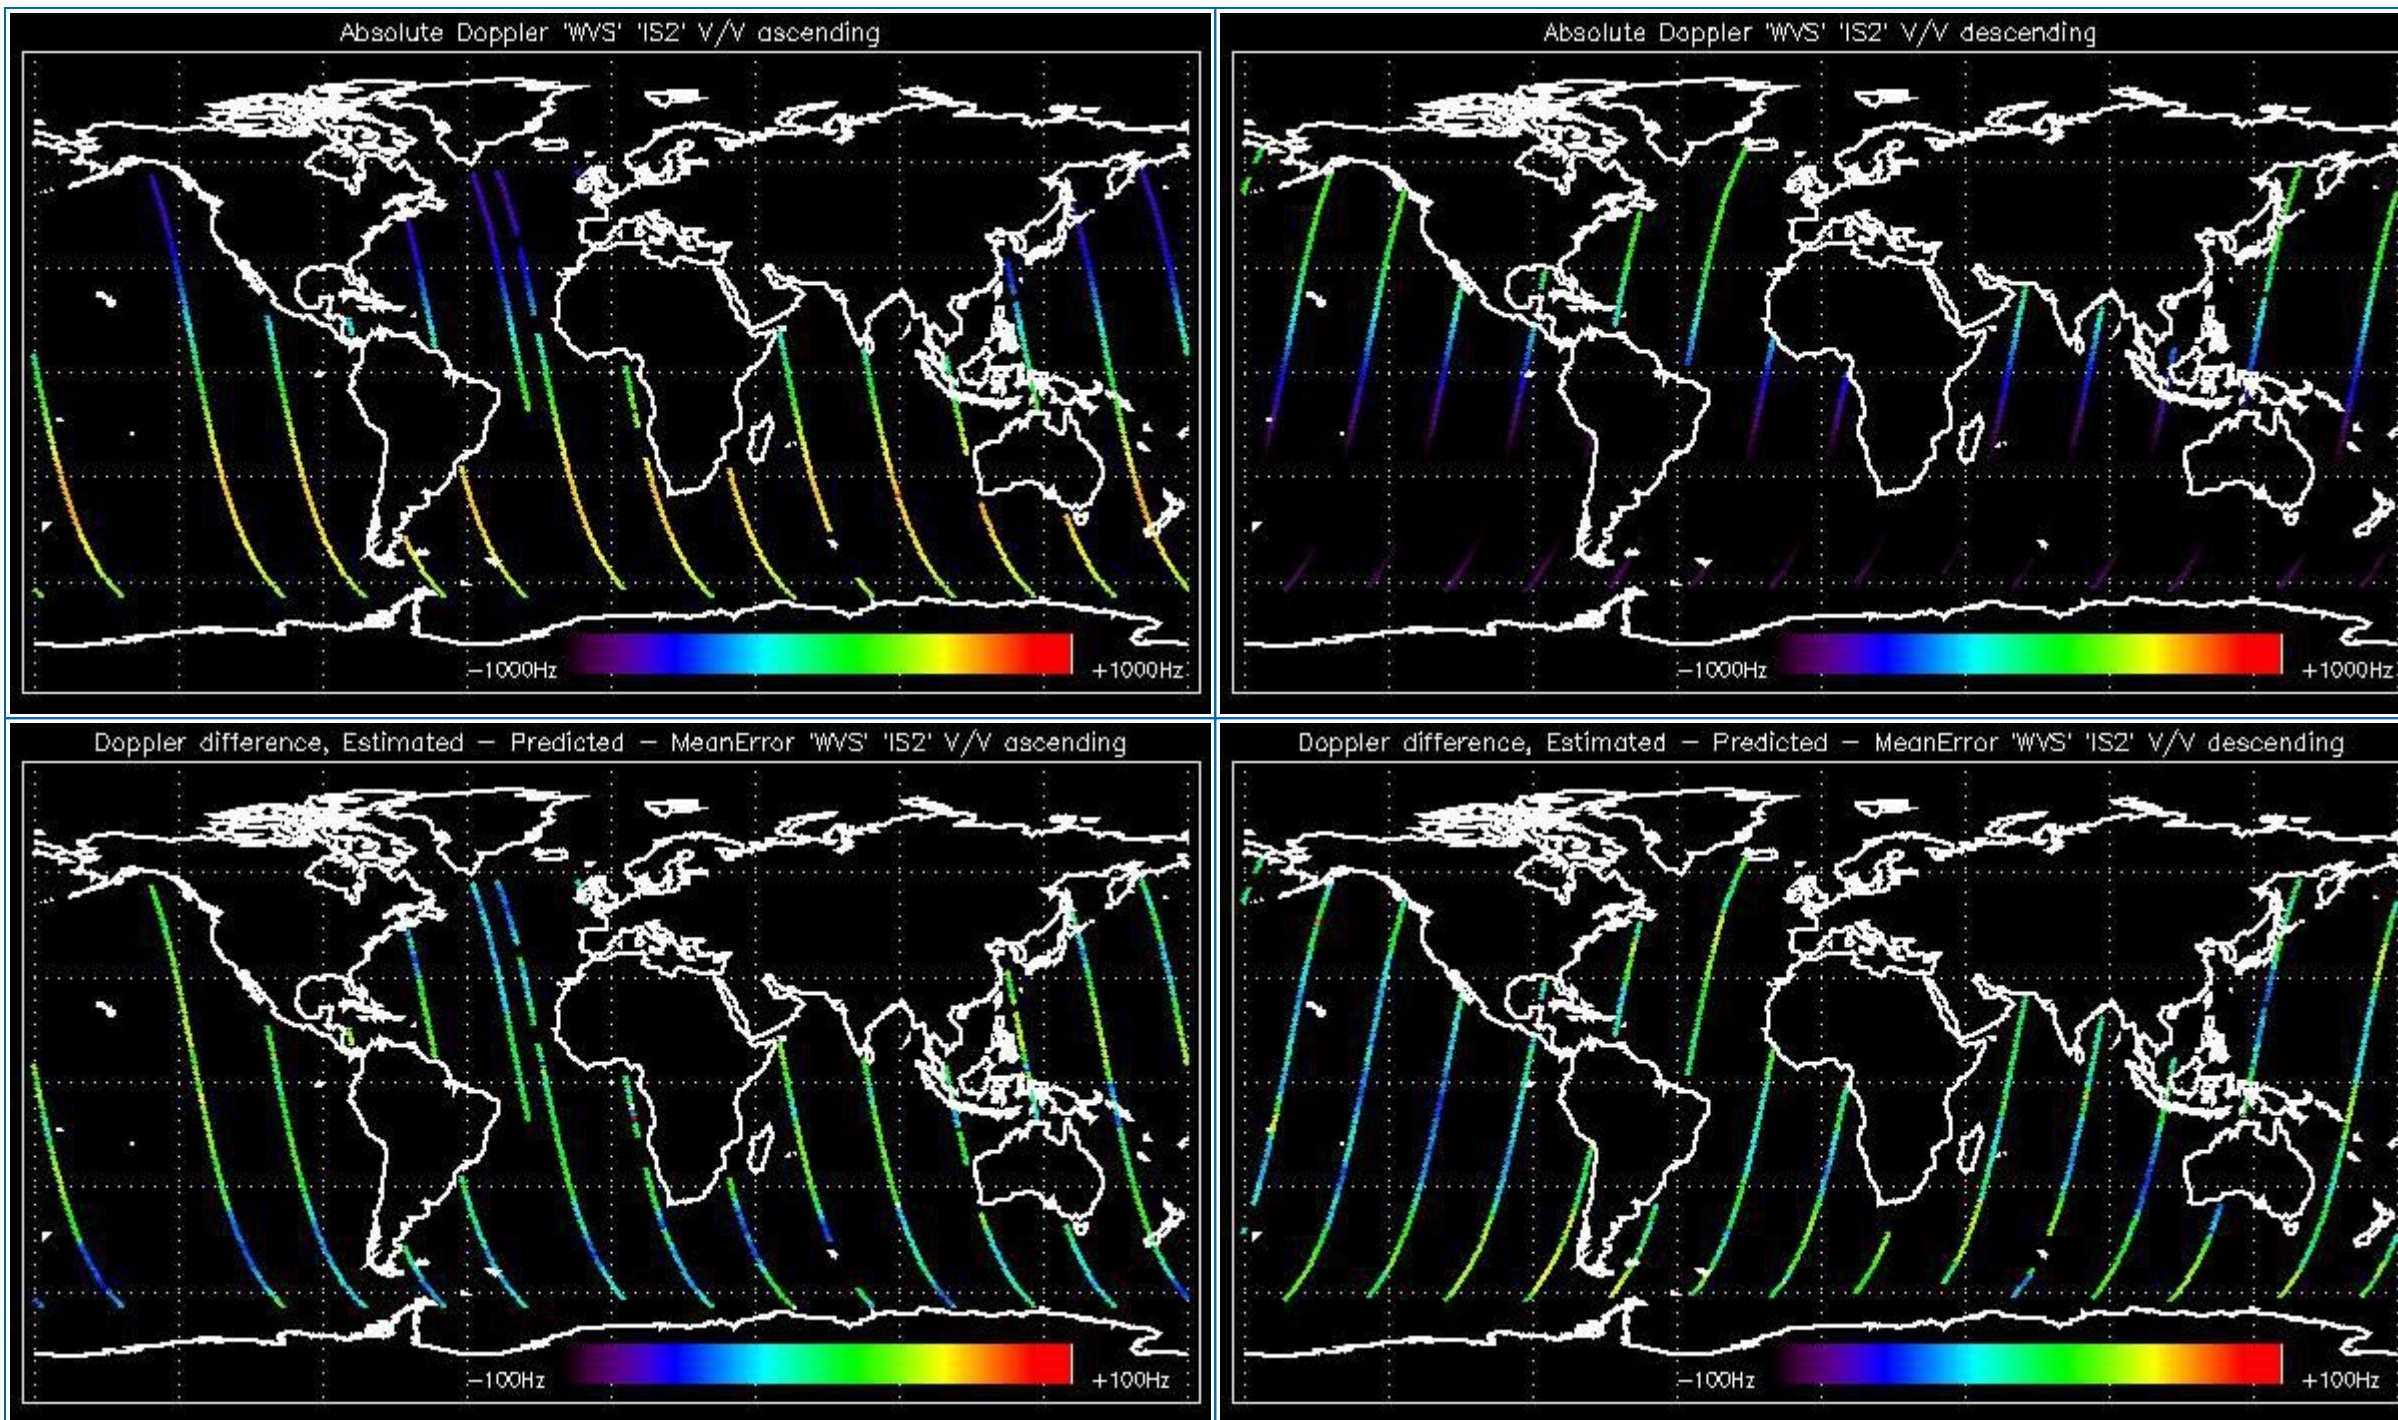 Absolute Doppler 'WVS' 'IS2' V/V ascending
-1000Hz
+1000Hz
Absolute Doppler 'WVS' 'IS2' V/V descending
-1000Hz
+1000Hz
Doppler difference, Estimated - Predicted - MeanError 'WVS' 'IS2' V/V ascending
-100Hz
+100Hz
Doppler difference, Estimated - Predicted - MeanError 'WVS' 'IS2' V/V descending
-100Hz
+100Hz